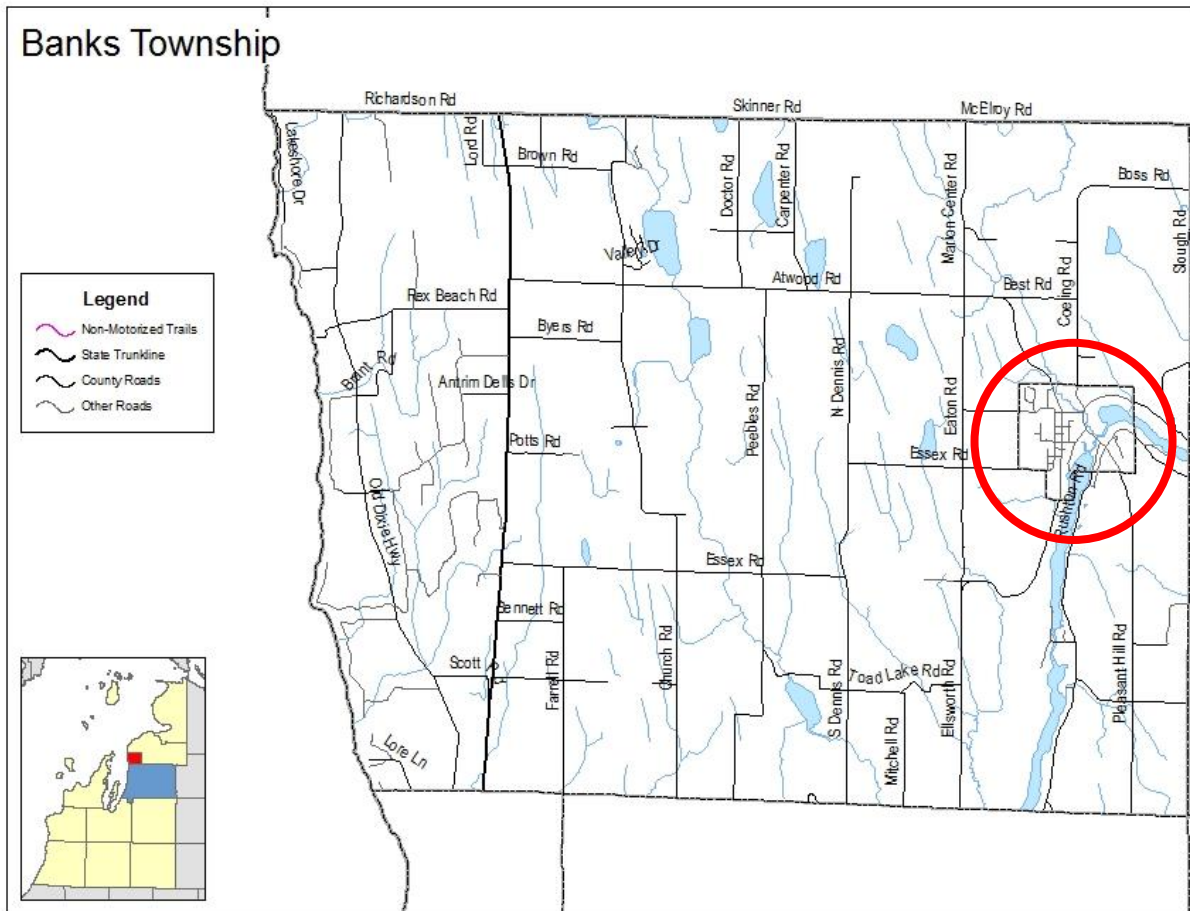 Banks Township
Richardson Rd
Skinner Rd
McElroy Rd
Lakeshore Dr
Lord Rd
Brown Rd
Doctor Rd
Carpenter Rd
Marion Center Rd
Boss Rd
Slough Rd
Valery Dr
Atwood Rd
Best Rd
Coeling Rd
Legend
Non-Motorized Trails
State Trunkline
County Roads
Other Roads
Rex Beach Rd
Byers Rd
Brant Rd
Antrim Dells Dr
Peebles Rd
N Dennis Rd
Eaton Rd
Potts Rd
Essex Rd
Rushton Rd
Old Dixie Hwy
Essex Rd
Bennett Rd
Scott
Farrell Rd
Church Rd
S Dennis Rd
Toad Lake Rd
Mitchell Rd
Ellsworth Rd
Pleasant Hill Rd
Lore Ln